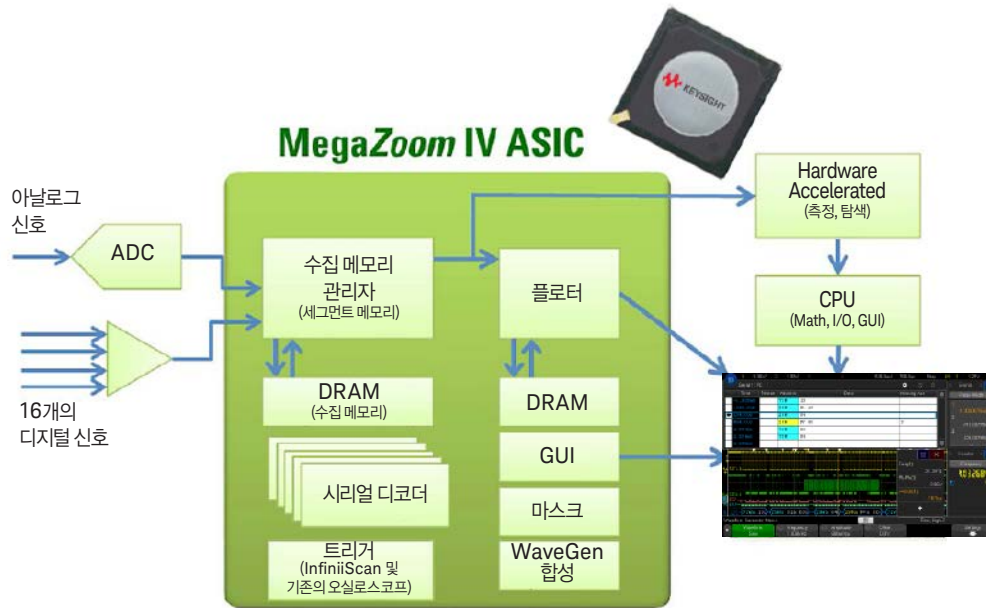 KEYSIGHT
MegaZoom IV ASIC
아날로그
신호
ADC
16개의
디지털 신호
수집 메모리
관리자
(세그먼트 메모리)
DRAM
(수집 메모리)
시리얼 디코더
트리거
(InfiniiScan 및
기존의 오실로스코프)
플로터
DRAM
GUI
마스크
WaveGen
합성
Hardware
Accelerated
(측정, 탐색)
CPU
(Math, I/O, GUI)